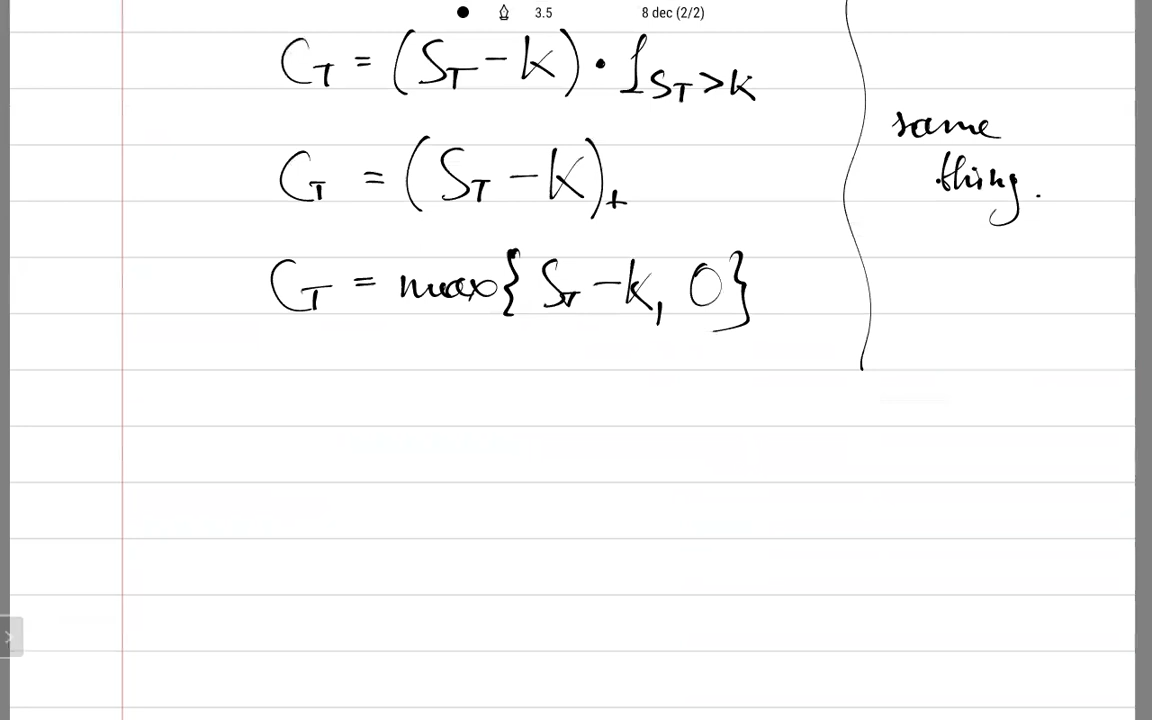 3.5 8 dec (2/2)
C_T = (S_T − K) · 1_{S_T > K}
C_T = (S_T − K)_+
C_T = max{ S_T − K, 0 }
same
thing.